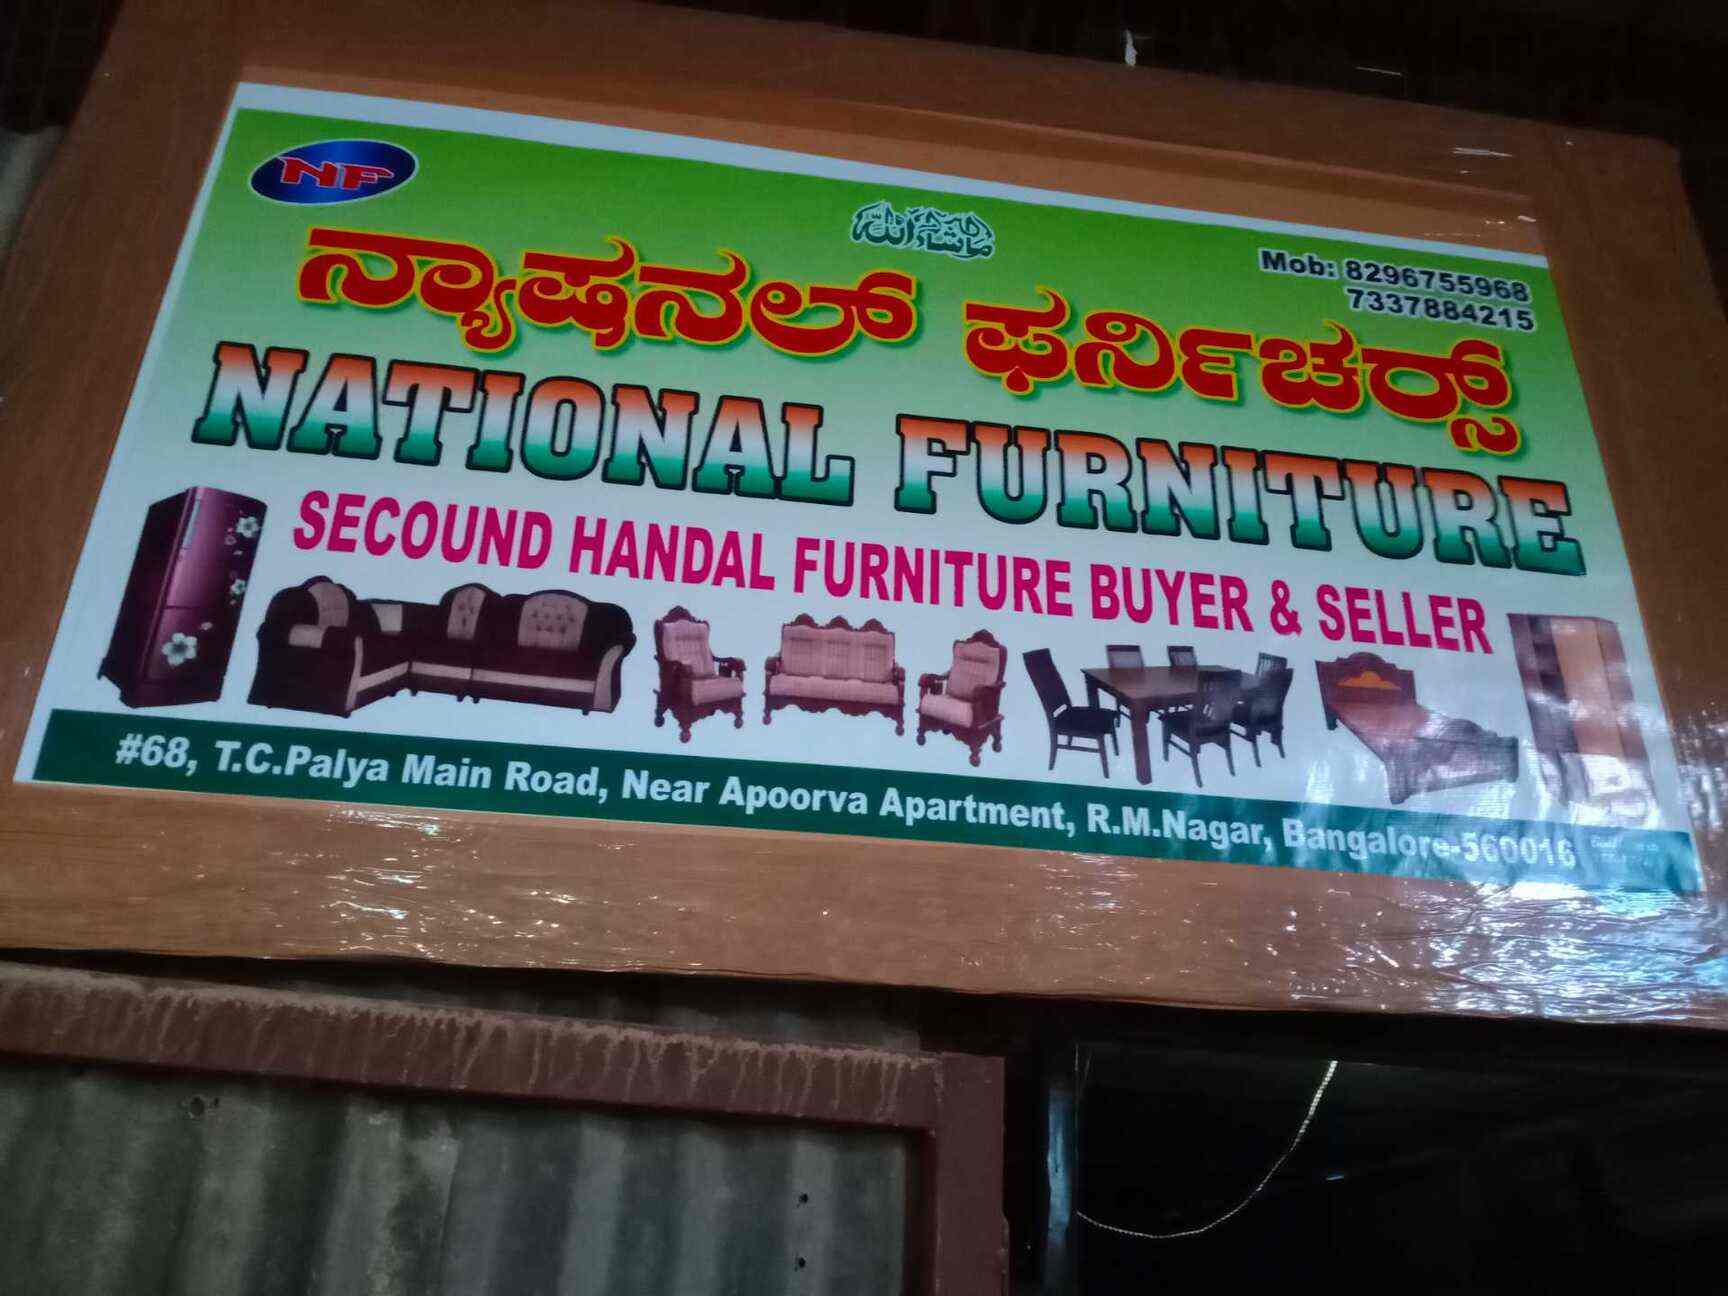 NF
ماشاءالله
Mob: 8296755968
7337884215
ನ್ಯಾಷನಲ್ ಫರ್ನಿಚರ್ಸ್
NATIONAL FURNITURE
SECOUND HANDAL FURNITURE BUYER & SELLER
#68, T.C.Palya Main Road, Near Apoorva Apartment, R.M.Nagar, Bangalore-560016